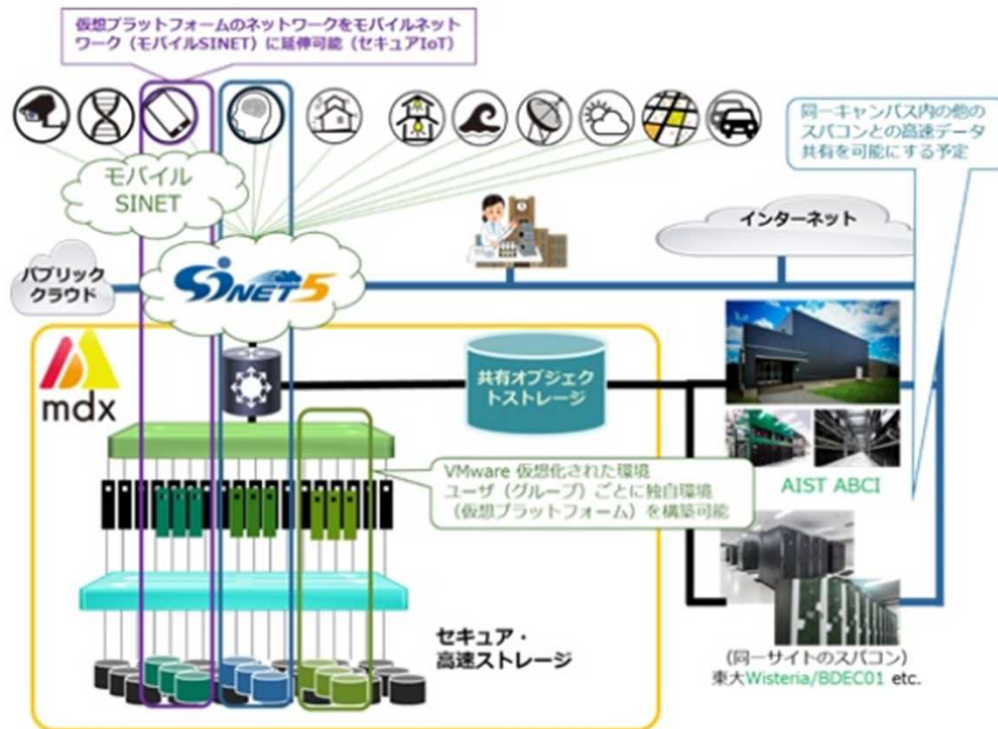 仮想プラットフォームのネットワークをモバイルネット
ワーク（モバイルSINET）に延伸可能（セキュアIoT）
同一キャンパス内の他の
スパコンとの高速データ
共有を可能にする予定
モバイル
SINET
インターネット
パブリック
クラウド
SINET5
mdx
共有オブジェク
トストレージ
VMware 仮想化された環境
ユーザ（グループ）ごとに独自環境
（仮想プラットフォーム）を構築可能
AIST ABCI
セキュア・
高速ストレージ
（同一サイトのスパコン）
東大Wisteria/BDEC01 etc.